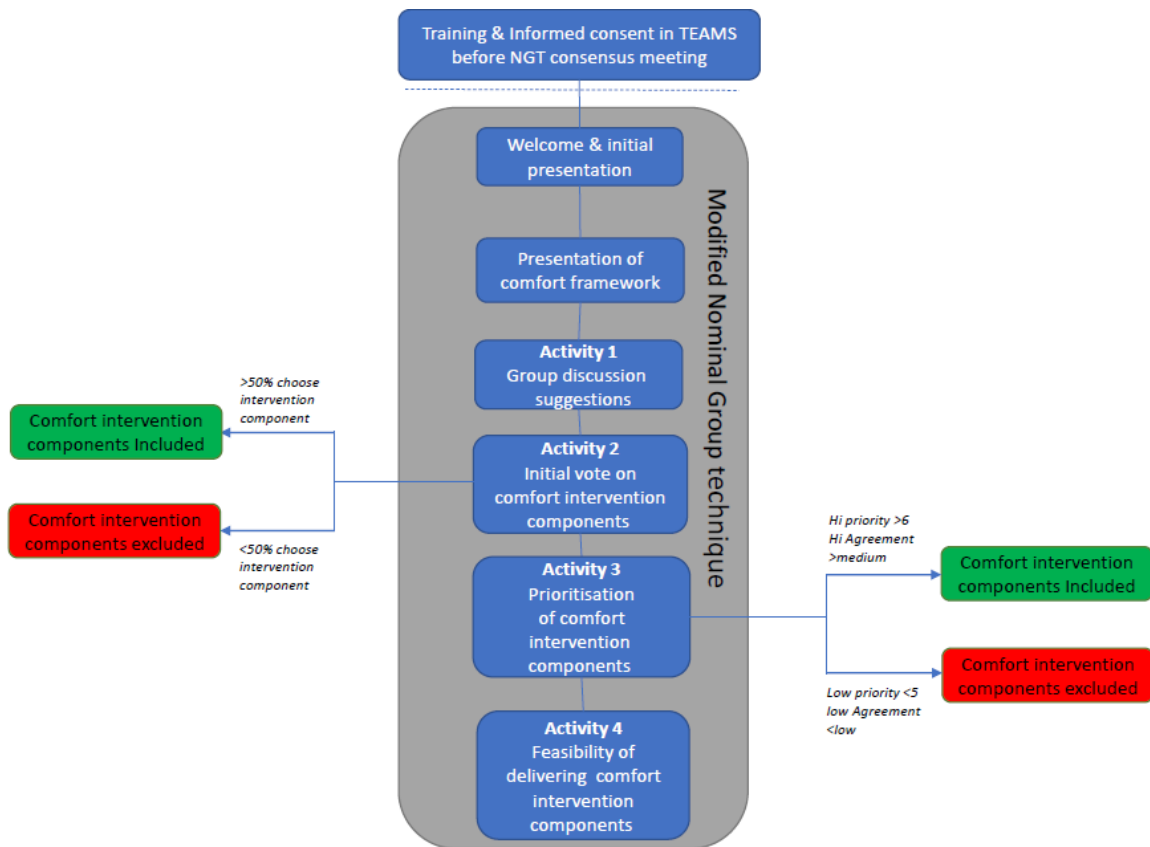 Training & Informed consent in TEAMS
before NGT consensus meeting
Welcome & initial
presentation
Presentation of
comfort framework
Activity 1
Group discussion
suggestions
Activity 2
Initial vote on
comfort intervention
components
Activity 3
Prioritisation
of comfort
intervention
components
Activity 4
Feasibility of
delivering comfort
intervention
components
Modified Nominal Group technique
>50% choose
intervention
component
Comfort intervention
components Included
Comfort intervention
components excluded
<50% choose
intervention
component
Hi priority >6
Hi Agreement
>medium
Comfort intervention
components Included
Comfort intervention
components excluded
Low priority <5
low Agreement
<low